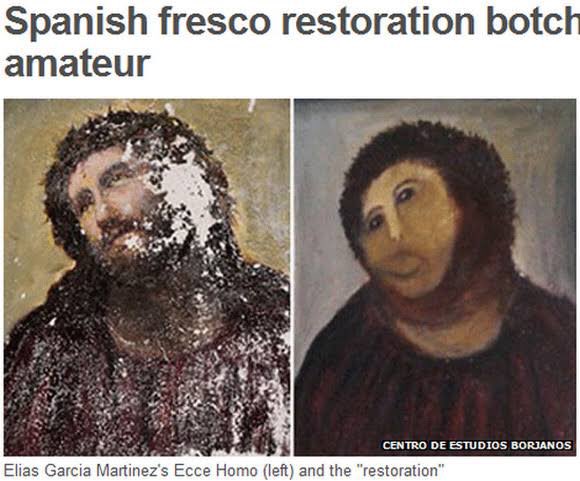 Spanish fresco restoration botch
amateur
CENTRO DE ESTUDIOS BORJANOS
Elias Garcia Martinez's Ecce Homo (left) and the "restoration"